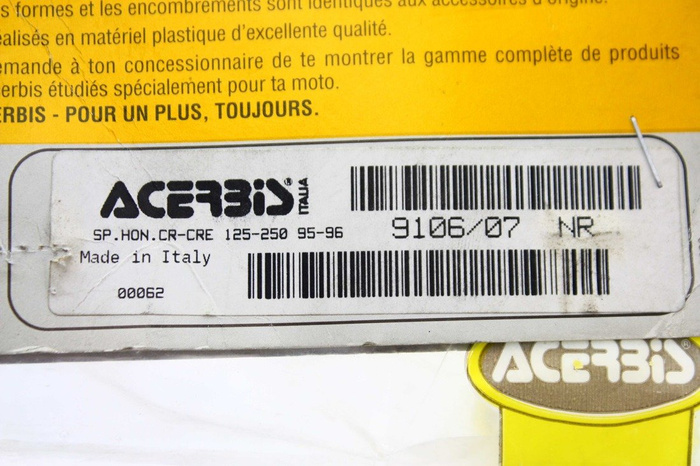 s formes et les encombrements sont identiques aux accessoires d'origine.
éalisés en matériel plastique d'excellente qualité.
emande à ton concessionnaire de te montrer la gamme complète de produits
cerbis étudiés spécialement pour ta moto.
ERBIS - POUR UN PLUS, TOUJOURS.
ACERBIS® ITALIA
SP.HON.CR-CRE 125-250 95-96
9106/07 NR
Made in Italy
00062
ACERBIS